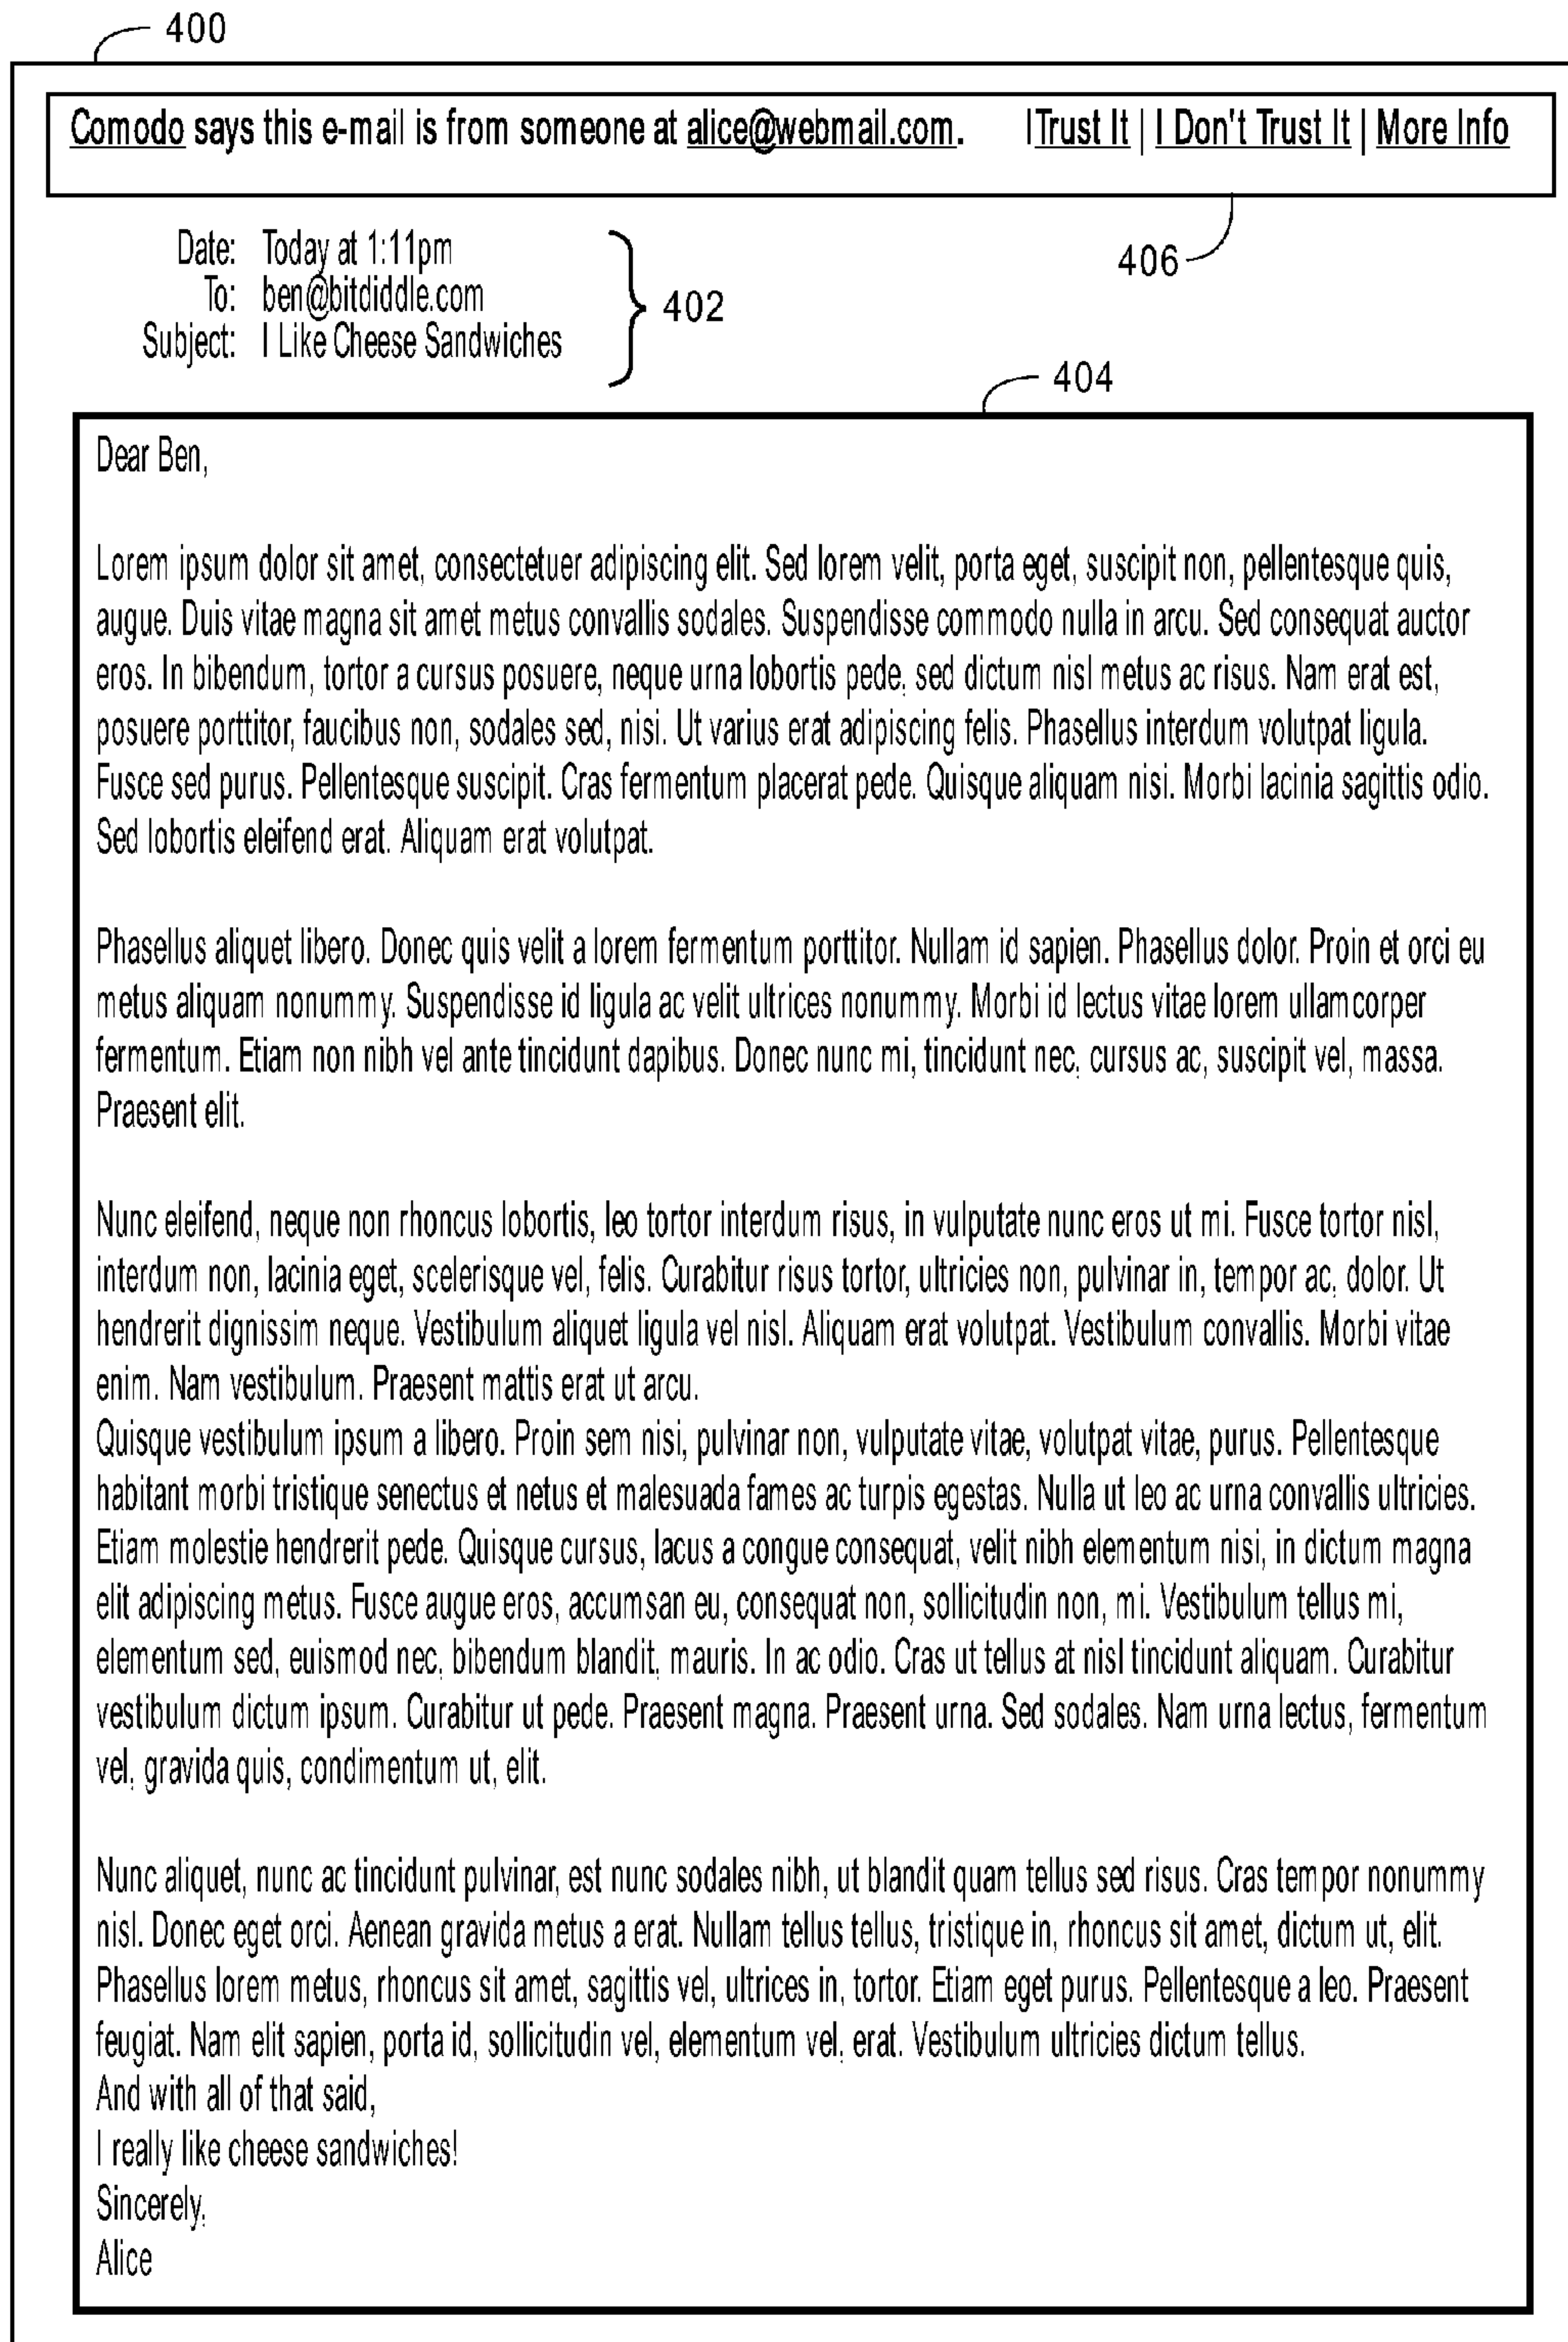 400
Comodo says this e-mail is from someone at alice@webmail.com. I Trust It | I Don't Trust It | More Info
406
Date: Today at 1:11pm
To: ben@bitdiddle.com
Subject: I Like Cheese Sandwiches
402
404
Dear Ben,
Lorem ipsum dolor sit amet, consectetuer adipiscing elit. Sed lorem velit, porta eget, suscipit non, pellentesque quis,
augue. Duis vitae magna sit amet metus convallis sodales. Suspendisse commodo nulla in arcu. Sed consequat auctor
eros. In bibendum, tortor a cursus posuere, neque urna lobortis pede, sed dictum nisl metus ac risus. Nam erat est,
posuere porttitor, faucibus non, sodales sed, nisi. Ut varius erat adipiscing felis. Phasellus interdum volutpat ligula.
Fusce sed purus. Pellentesque suscipit. Cras fermentum placerat pede. Quisque aliquam nisi. Morbi lacinia sagittis odio.
Sed lobortis eleifend erat. Aliquam erat volutpat.
Phasellus aliquet libero. Donec quis velit a lorem fermentum porttitor. Nullam id sapien. Phasellus dolor. Proin et orci eu
metus aliquam nonummy. Suspendisse id ligula ac velit ultrices nonummy. Morbi id lectus vitae lorem ullamcorper
fermentum. Etiam non nibh vel ante tincidunt dapibus. Donec nunc mi, tincidunt nec, cursus ac, suscipit vel, massa.
Praesent elit.
Nunc eleifend, neque non rhoncus lobortis, leo tortor interdum risus, in vulputate nunc eros ut mi. Fusce tortor nisl,
interdum non, lacinia eget, scelerisque vel, felis. Curabitur risus tortor, ultricies non, pulvinar in, tempor ac, dolor. Ut
hendrerit dignissim neque. Vestibulum aliquet ligula vel nisl. Aliquam erat volutpat. Vestibulum convallis. Morbi vitae
enim. Nam vestibulum. Praesent mattis erat ut arcu.
Quisque vestibulum ipsum a libero. Proin sem nisi, pulvinar non, vulputate vitae, volutpat vitae, purus. Pellentesque
habitant morbi tristique senectus et netus et malesuada fames ac turpis egestas. Nulla ut leo ac urna convallis ultricies.
Etiam molestie hendrerit pede. Quisque cursus, lacus a congue consequat, velit nibh elementum nisi, in dictum magna
elit adipiscing metus. Fusce augue eros, accumsan eu, consequat non, sollicitudin non, mi. Vestibulum tellus mi,
elementum sed, euismod nec, bibendum blandit, mauris. In ac odio. Cras ut tellus at nisl tincidunt aliquam. Curabitur
vestibulum dictum ipsum. Curabitur ut pede. Praesent magna. Praesent urna. Sed sodales. Nam urna lectus, fermentum
vel, gravida quis, condimentum ut, elit.
Nunc aliquet, nunc ac tincidunt pulvinar, est nunc sodales nibh, ut blandit quam tellus sed risus. Cras tempor nonummy
nisl. Donec eget orci. Aenean gravida metus a erat. Nullam tellus tellus, tristique in, rhoncus sit amet, dictum ut, elit.
Phasellus lorem metus, rhoncus sit amet, sagittis vel, ultrices in, tortor. Etiam eget purus. Pellentesque a leo. Praesent
feugiat. Nam elit sapien, porta id, sollicitudin vel, elementum vel, erat. Vestibulum ultricies dictum tellus.
And with all of that said,
I really like cheese sandwiches!
Sincerely,
Alice